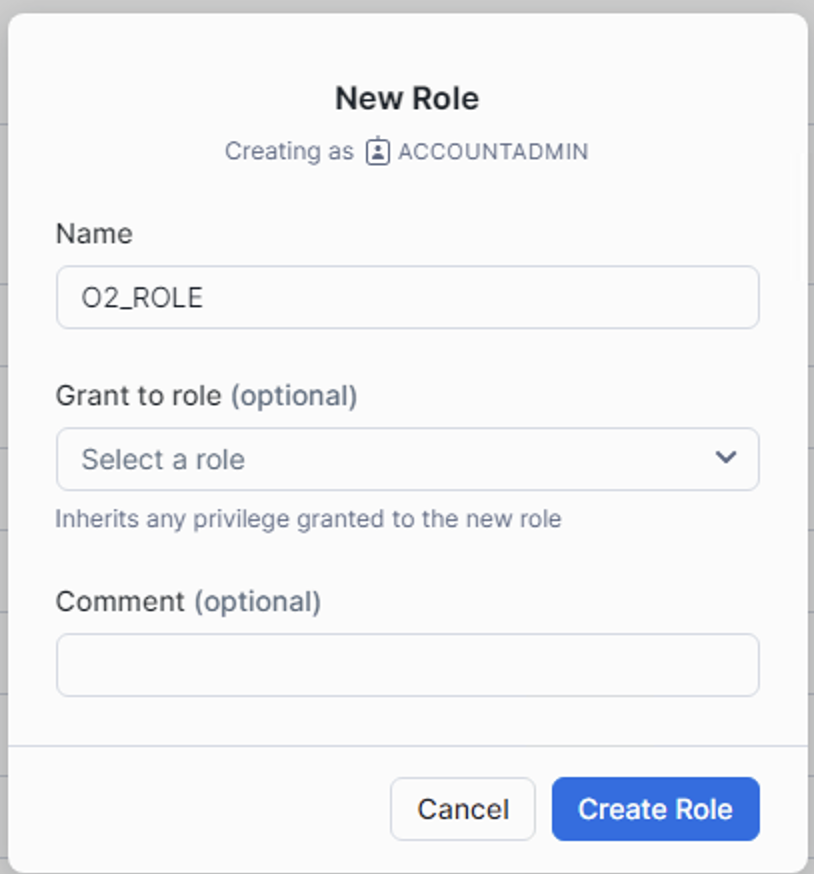 New Role
Creating as ACCOUNTADMIN
Name
O2_ROLE
Grant to role (optional)
Select a role
Inherits any privilege granted to the new role
Comment (optional)
Cancel Create Role